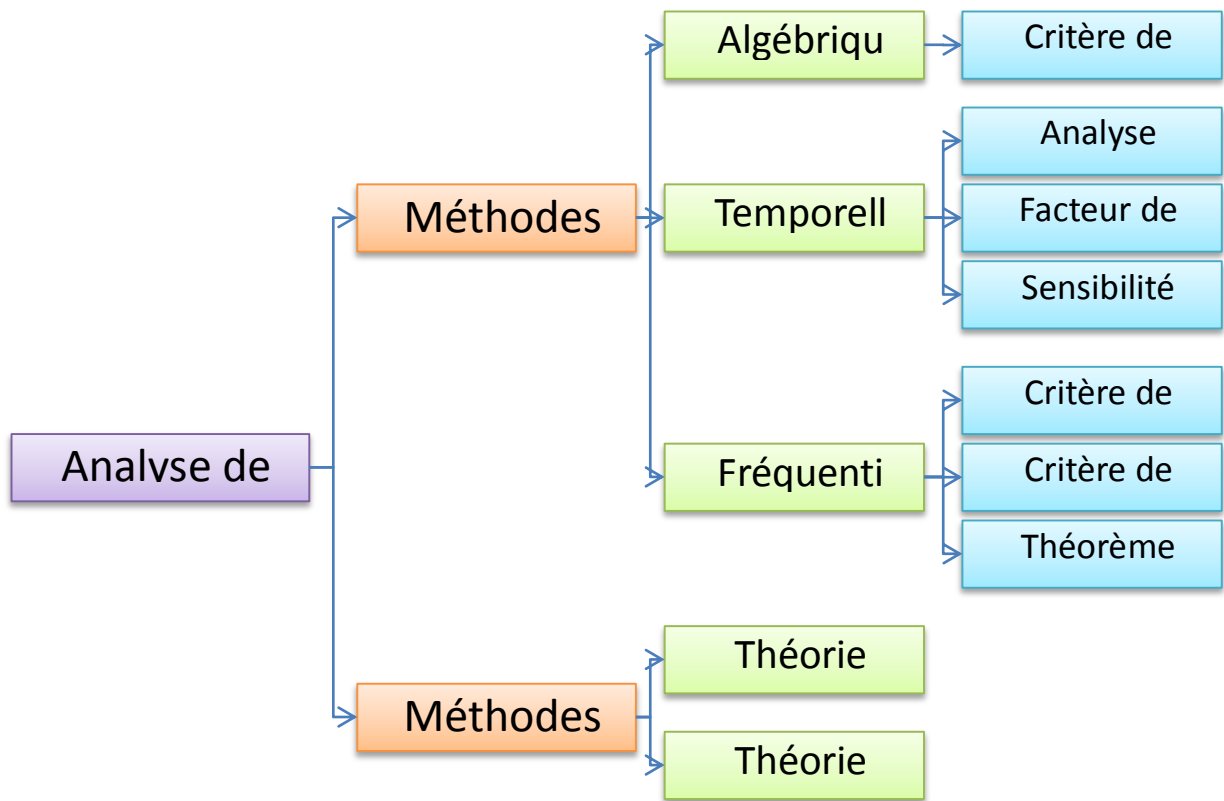 Algébriqu
Critère de
Analyse
Méthodes
Temporell
Facteur de
Sensibilité
Critère de
Analyse de
Fréquenti
Critère de
Théorème
Théorie
Méthodes
Théorie